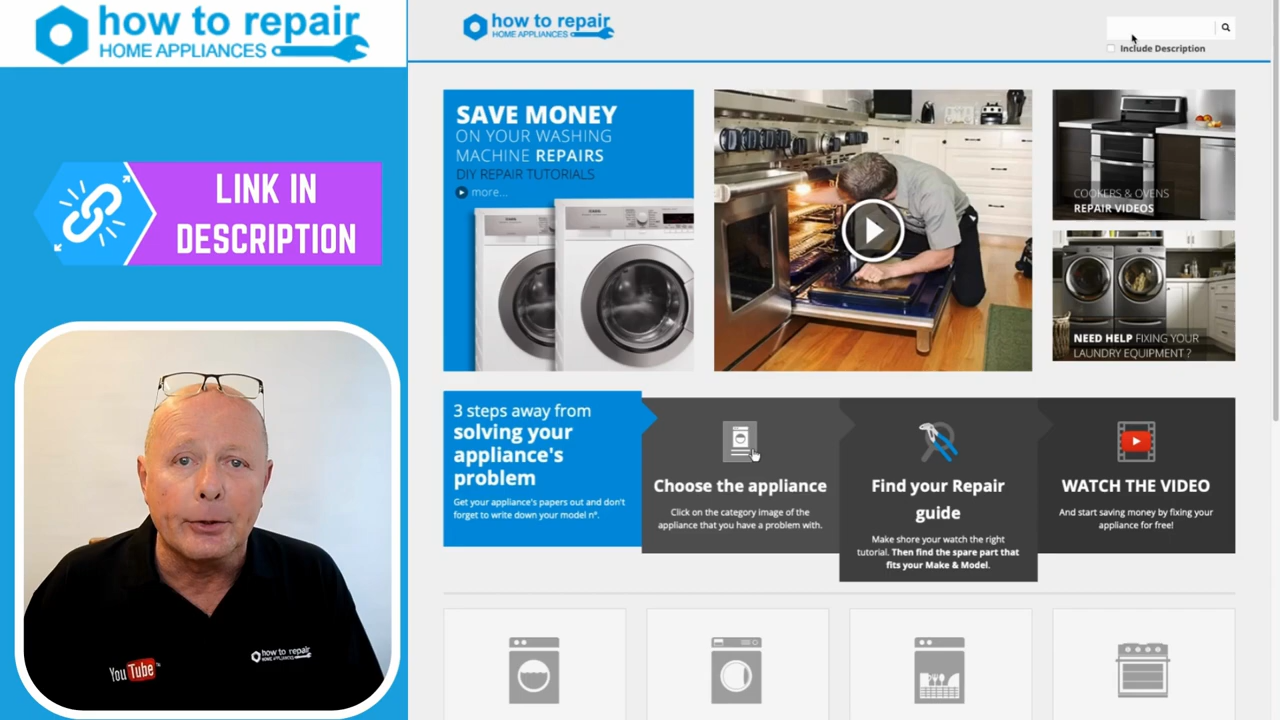 how to repair
HOME APPLIANCES
LINK IN
DESCRIPTION
YouTube
how to repair
HOME APPLIANCES
how to repair
HOME APPLIANCES
Include Description
SAVE MONEY
ON YOUR WASHING
MACHINE REPAIRS
DIY REPAIR TUTORIALS
more...
COOKERS & OVENS
REPAIR VIDEOS
NEED HELP FIXING YOUR
LAUNDRY EQUIPMENT ?
3 steps away from
solving your
appliance's
problem
Get your appliance's papers out and don't
forget to write down your model n°.
Choose the appliance
Click on the category image of the
appliance that you have a problem with.
Find your Repair
guide
Make shore your watch the right
tutorial. Then find the spare part that
fits your Make & Model.
WATCH THE VIDEO
And start saving money by fixing your
appliance for free!